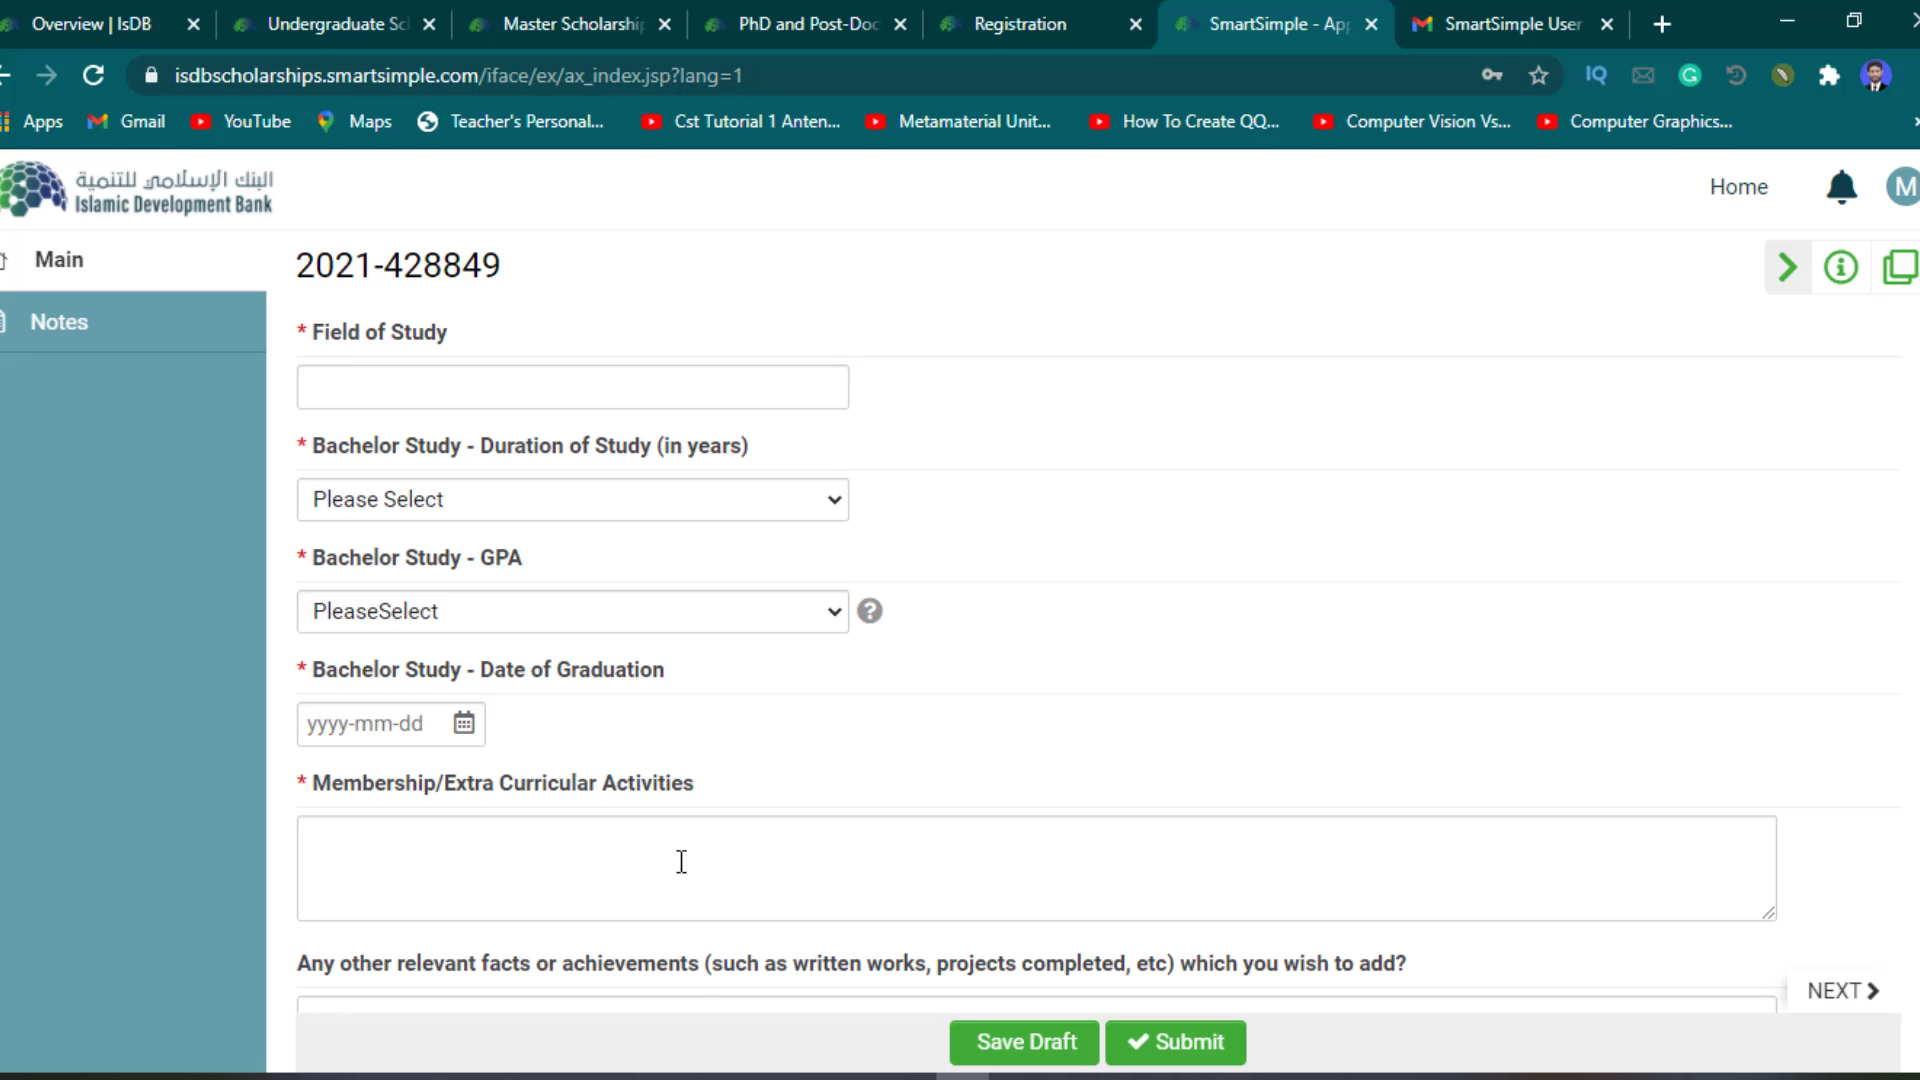 Overview | IsDB
Undergraduate Sc
Master Scholarshi
PhD and Post-Doc
Registration
SmartSimple - App
SmartSimple User
isdbscholarships.smartsimple.com/iface/ex/ax_index.jsp?lang=1
IQ
Apps
Gmail
YouTube
Maps
Teacher's Personal...
Cst Tutorial 1 Anten...
Metamaterial Unit...
How To Create QQ...
Computer Vision Vs...
Computer Graphics...
البنك الإسلامي للتنمية
Islamic Development Bank
Home
M
Main
Notes
2021-428849
* Field of Study
* Bachelor Study - Duration of Study (in years)
Please Select
* Bachelor Study - GPA
PleaseSelect
?
* Bachelor Study - Date of Graduation
yyyy-mm-dd
* Membership/Extra Curricular Activities
Any other relevant facts or achievements (such as written works, projects completed, etc) which you wish to add?
NEXT
Save Draft
Submit